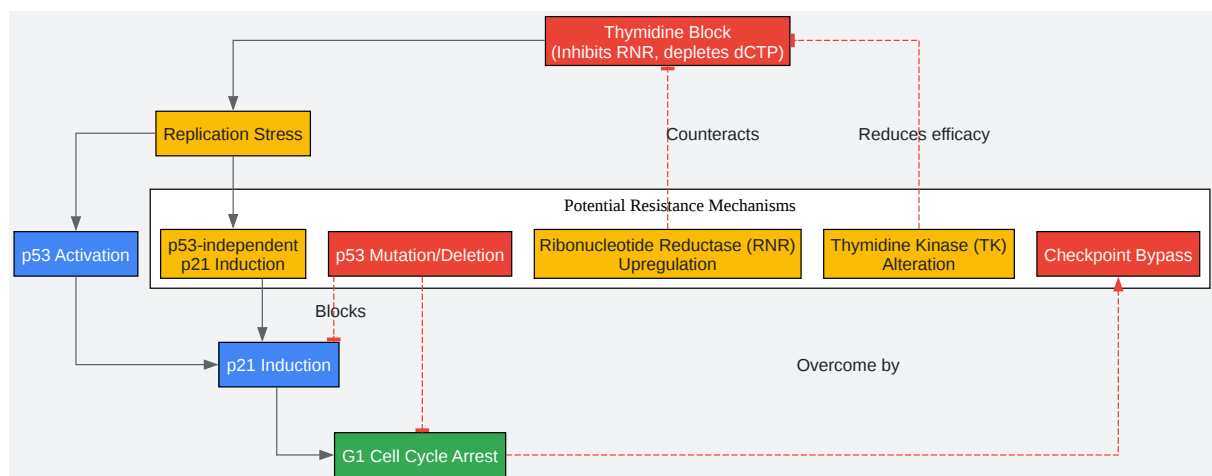 Thymidine Block
(Inhibits RNR, depletes dCTP)
Counteracts
Reduces efficacy
Replication Stress
Potential Resistance Mechanisms
p53 Activation
p53-independent
p21 Induction
p53 Mutation/Deletion
Ribonucleotide Reductase (RNR)
Upregulation
Thymidine Kinase (TK)
Alteration
Checkpoint Bypass
Blocks
p21 Induction
Overcome by
G1 Cell Cycle Arrest